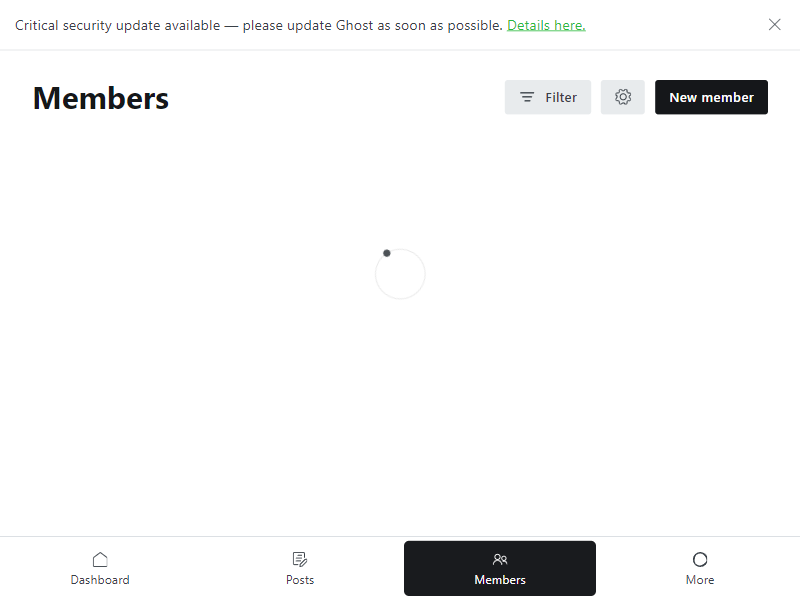 Critical security update available — please update Ghost as soon as possible. Details here.
Members
Filter
New member
Dashboard
Posts
Members
More